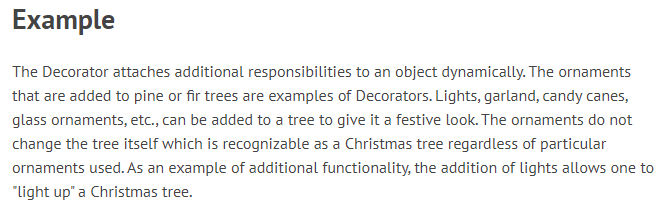 Example
The Decorator attaches additional responsibilities to an object dynamically. The ornaments
that are added to pine or fir trees are examples of Decorators. Lights, garland, candy canes,
glass ornaments, etc., can be added to a tree to give it a festive look. The ornaments do not
change the tree itself which is recognizable as a Christmas tree regardless of particular
ornaments used. As an example of additional functionality, the addition of lights allows one to
"light up" a Christmas tree.